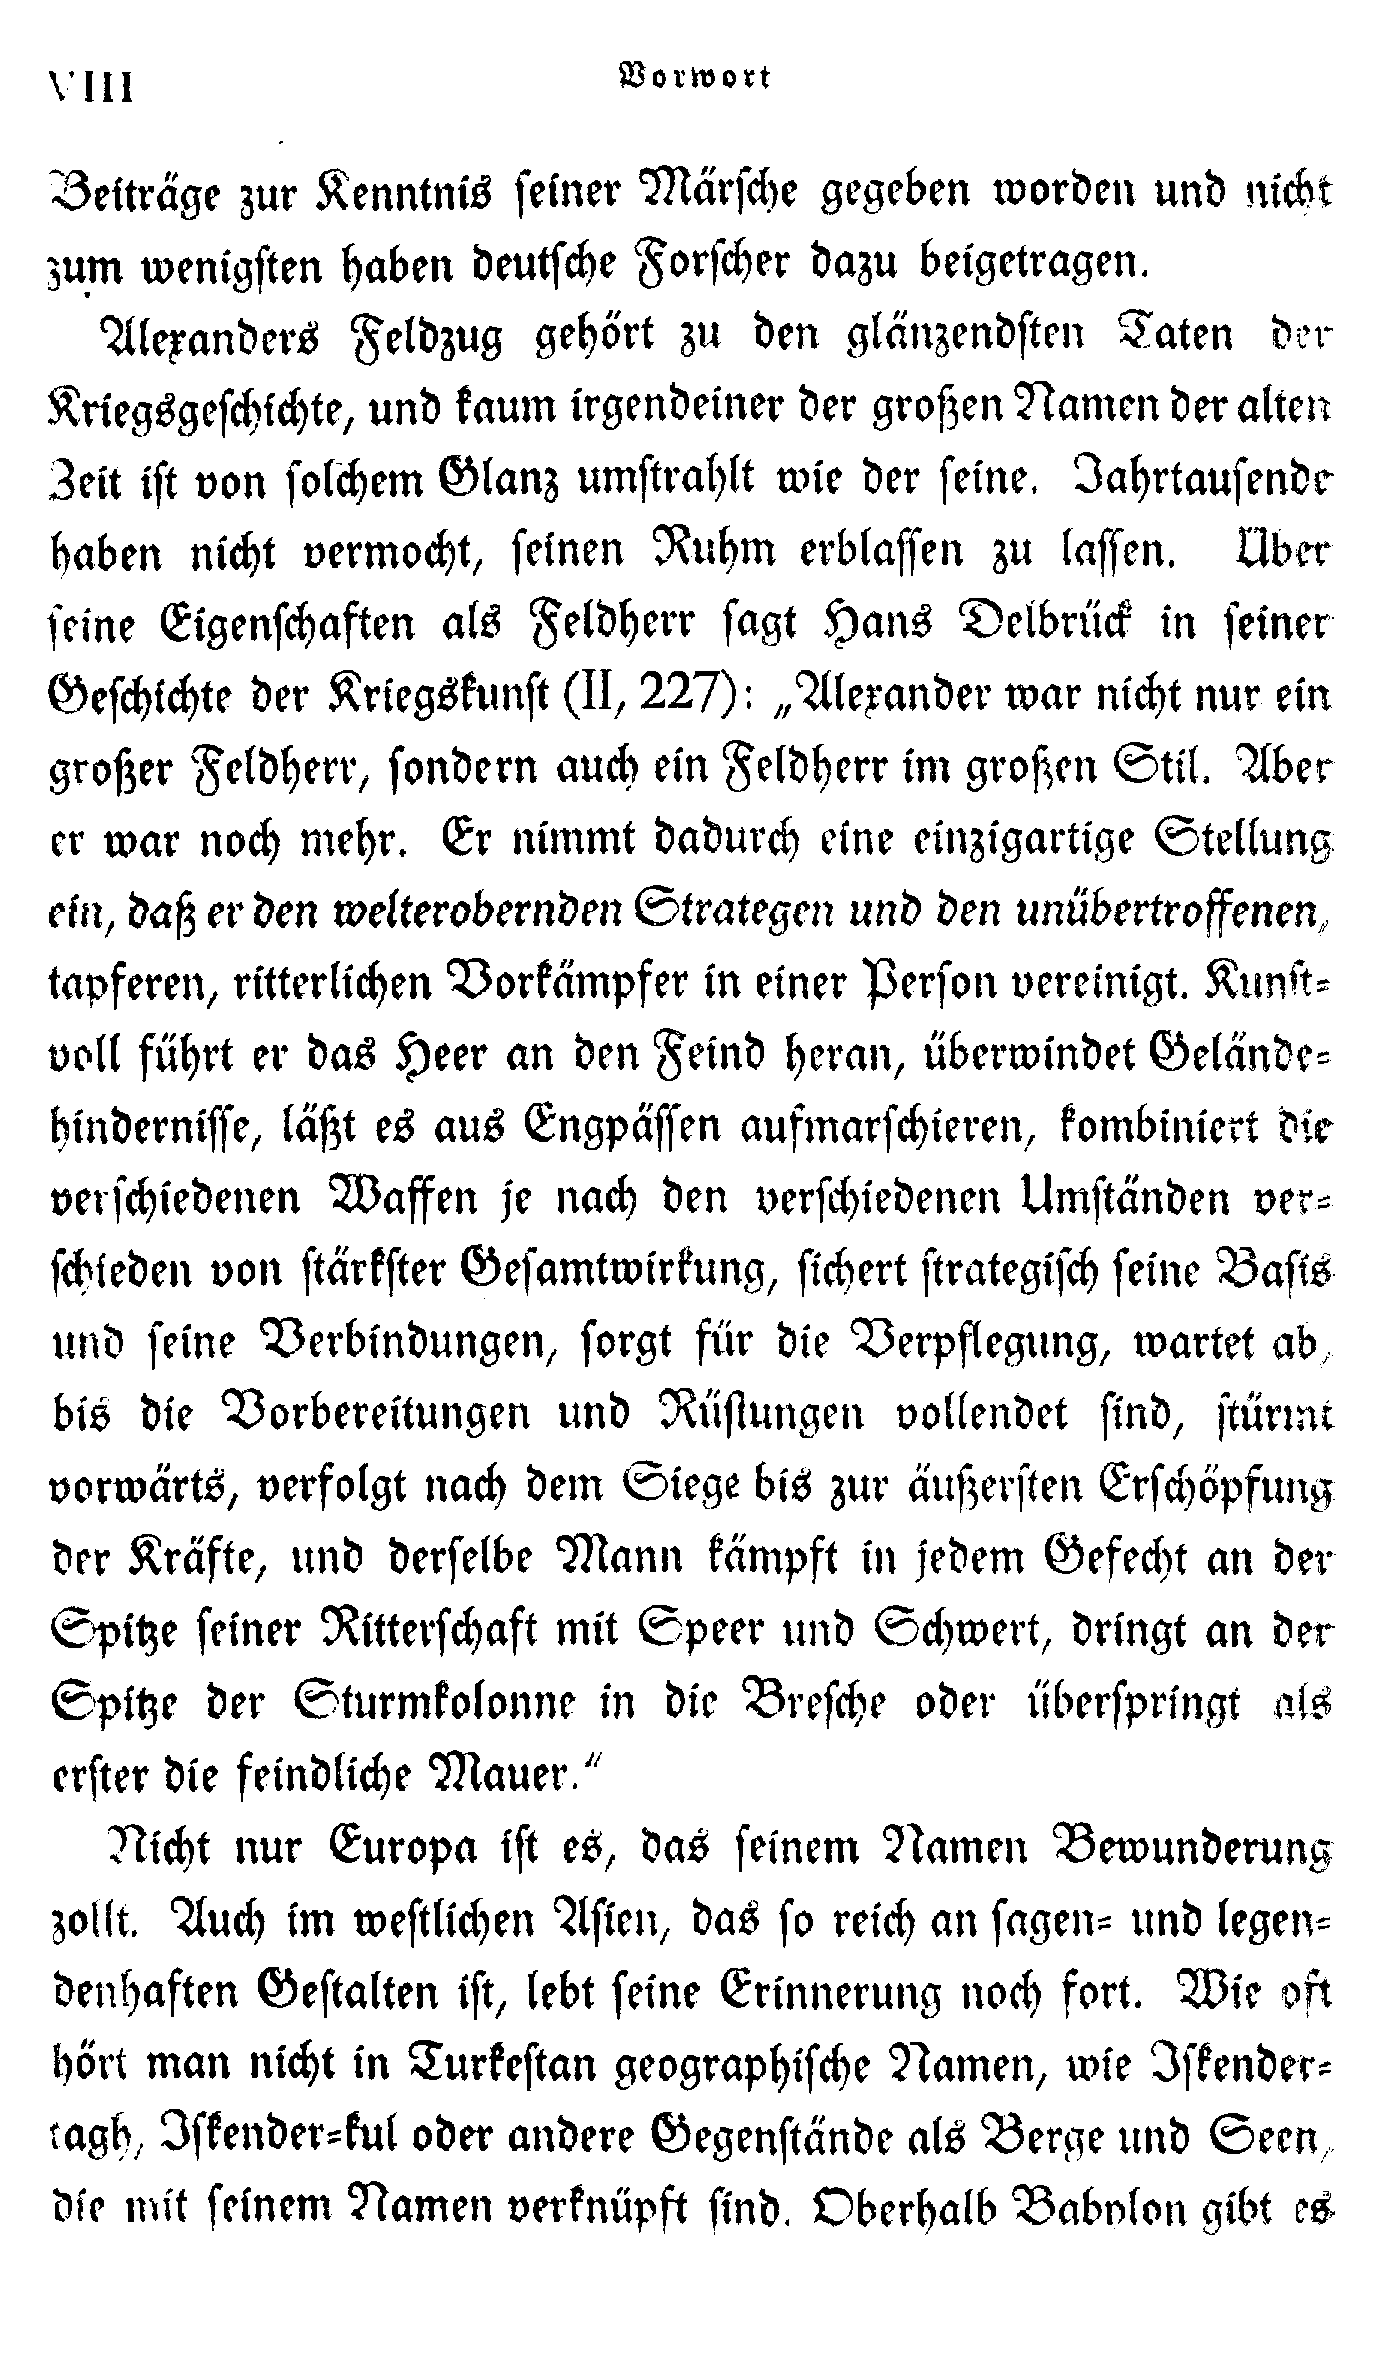 VIII
Vorwort
Beiträge zur Kenntnis seiner Märsche gegeben worden und nicht
zum wenigsten haben deutsche Forscher dazu beigetragen.
Alexanders Feldzug gehört zu den glänzendsten Taten der
Kriegsgeschichte, und kaum irgendeiner der großen Namen der alten
Zeit ist von solchem Glanz umstrahlt wie der seine. Jahrtausende
haben nicht vermocht, seinen Ruhm erblassen zu lassen. Über
seine Eigenschaften als Feldherr sagt Hans Delbrück in seiner
Geschichte der Kriegskunst (II, 227): „Alexander war nicht nur ein
großer Feldherr, sondern auch ein Feldherr im großen Stil. Aber
er war noch mehr. Er nimmt dadurch eine einzigartige Stellung
ein, daß er den welterobernden Strategen und den unübertroffenen,
tapferen, ritterlichen Vorkämpfer in einer Person vereinigt. Kunst-
voll führt er das Heer an den Feind heran, überwindet Gelände-
hindernisse, läßt es aus Engpässen aufmarschieren, kombiniert die
verschiedenen Waffen je nach den verschiedenen Umständen ver-
schieden von stärkster Gesamtwirkung, sichert strategisch seine Basis
und seine Verbindungen, sorgt für die Verpflegung, wartet ab,
bis die Vorbereitungen und Rüstungen vollendet sind, stürmt
vorwärts, verfolgt nach dem Siege bis zur äußersten Erschöpfung
der Kräfte, und derselbe Mann kämpft in jedem Gefecht an der
Spitze seiner Ritterschaft mit Speer und Schwert, dringt an der
Spitze der Sturmkolonne in die Bresche oder überspringt als
erster die feindliche Mauer.“
Nicht nur Europa ist es, das seinem Namen Bewunderung
zollt. Auch im westlichen Asien, das so reich an sagen- und legen-
denhaften Gestalten ist, lebt seine Erinnerung noch fort. Wie oft
hört man nicht in Turkestan geographische Namen, wie Iskender-
tagh, Iskender-kul oder andere Gegenstände als Berge und Seen,
die mit seinem Namen verknüpft sind. Oberhalb Babylon gibt es